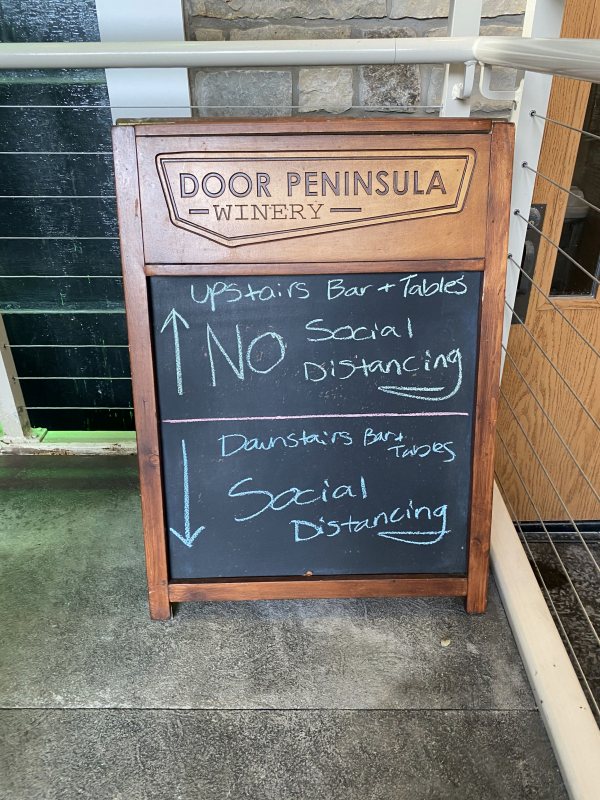 DOOR PENINSULA
WINERY
Upstairs Bar + Tables
NO Social
Distancing
Downstairs Bar +
Tables
Social
Distancing